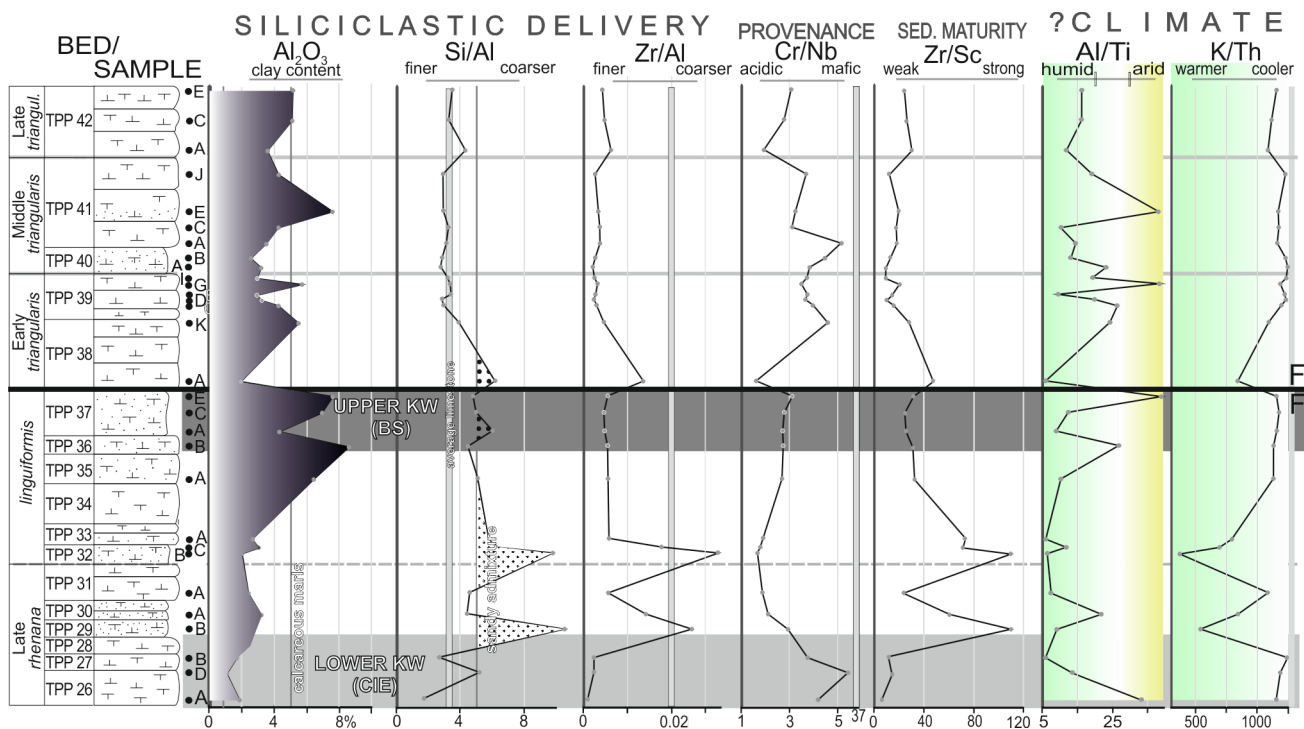 SILICICLASTIC DELIVERY
PROVENANCE
SED. MATURITY
?CLIMATE
BED/
SAMPLE
Al2O3
clay content
Si/Al
finer coarser
Zr/Al
finer coarser
Cr/Nb
acidic mafic
Zr/Sc
weak strong
Al/Ti
humid arid
K/Th
warmer cooler
Late
triangul.
TPP 42
E
C
A
Middle
triangularis
TPP 41
J
E
C
A
TPP 40
B
A
Early
triangularis
TPP 39
I
G
D
TPP 38
K
A
F
F
linguiformis
TPP 37
E
C
A
UPPER KW
(BS)
TPP 36
B
TPP 35
A
TPP 34
TPP 33
A
TPP 32
B C
Late
rhenana
TPP 31
A
TPP 30
A
TPP 29
B
TPP 28
TPP 27
B
D
TPP 26
A
LOWER KW
(CIE)
calcareous marls
average limestone
sandy admixture
0 4 8%
0 4 8
0 0.02
1 3 5 37
0 40 80 120
5 25
500 1000